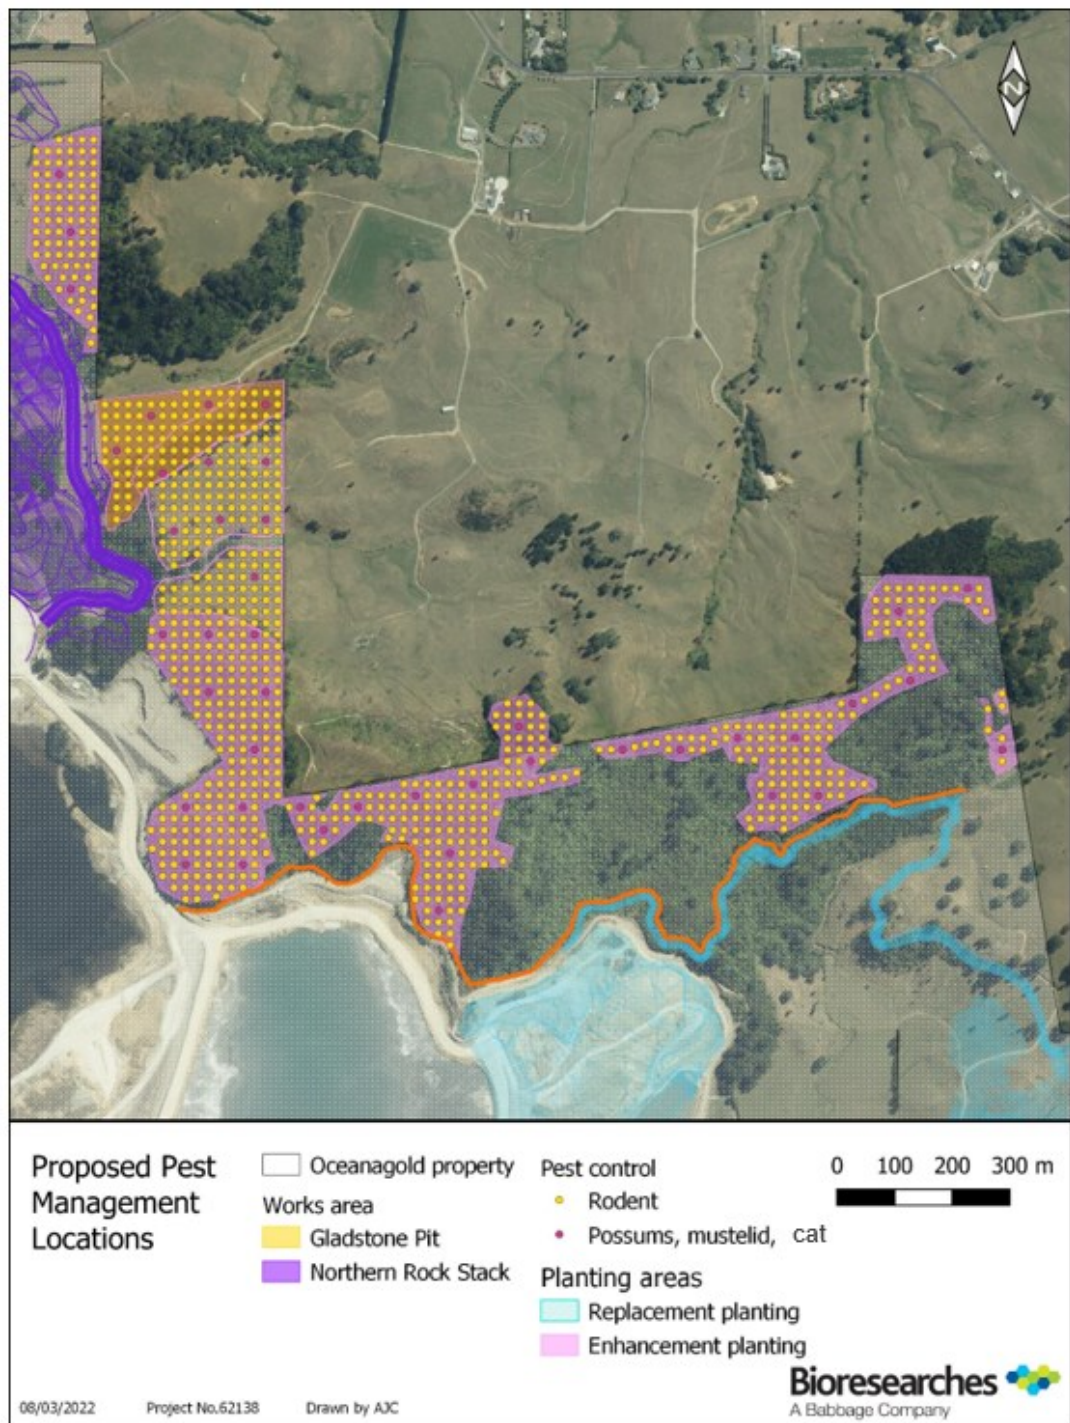 N
Proposed Pest
Management
Locations
Oceanagold property
Works area
Gladstone Pit
Northern Rock Stack
Pest control
Rodent
Possums, mustelid, cat
Planting areas
Replacement planting
Enhancement planting
0 100 200 300 m
Bioresearches
A Babbage Company
08/03/2022 Project No.62138 Drawn by AJC